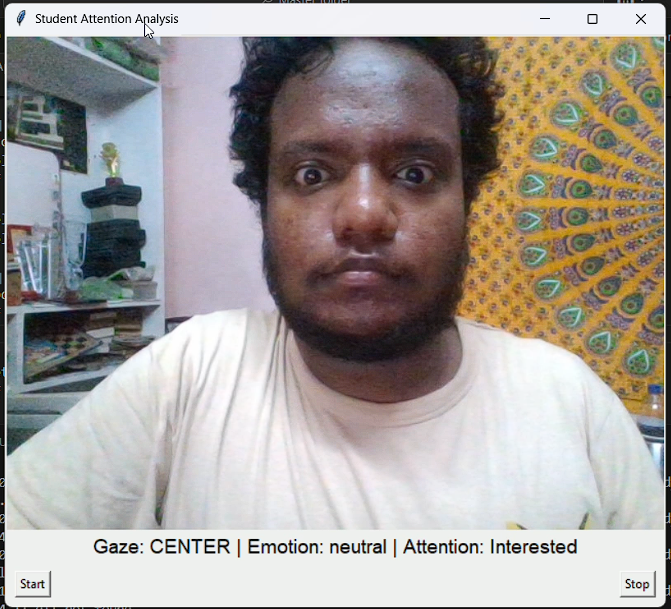 Student Attention Analysis
Gaze: CENTER | Emotion: neutral | Attention: Interested
Start
Stop